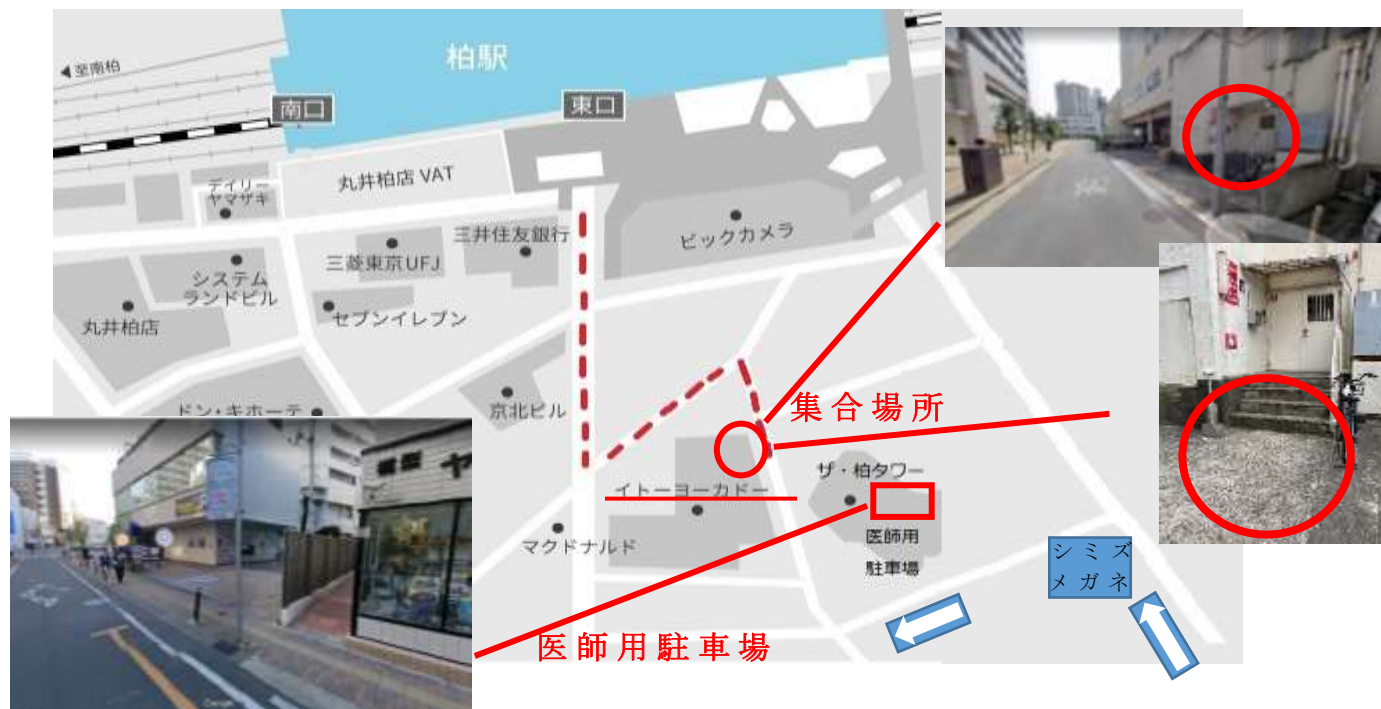 柏駅
◀至南柏
南口
東口
丸井柏店 VAT
デイリー
ヤマザキ
三井住友銀行
ビックカメラ
三菱東京UFJ
システム
ランドビル
セブンイレブン
丸井柏店
京北ビル
ドン・キホーテ
集合場所
ザ・柏タワー
イトーヨーカドー
マクドナルド
医師用
駐車場
シミズ
メガネ
医師用駐車場